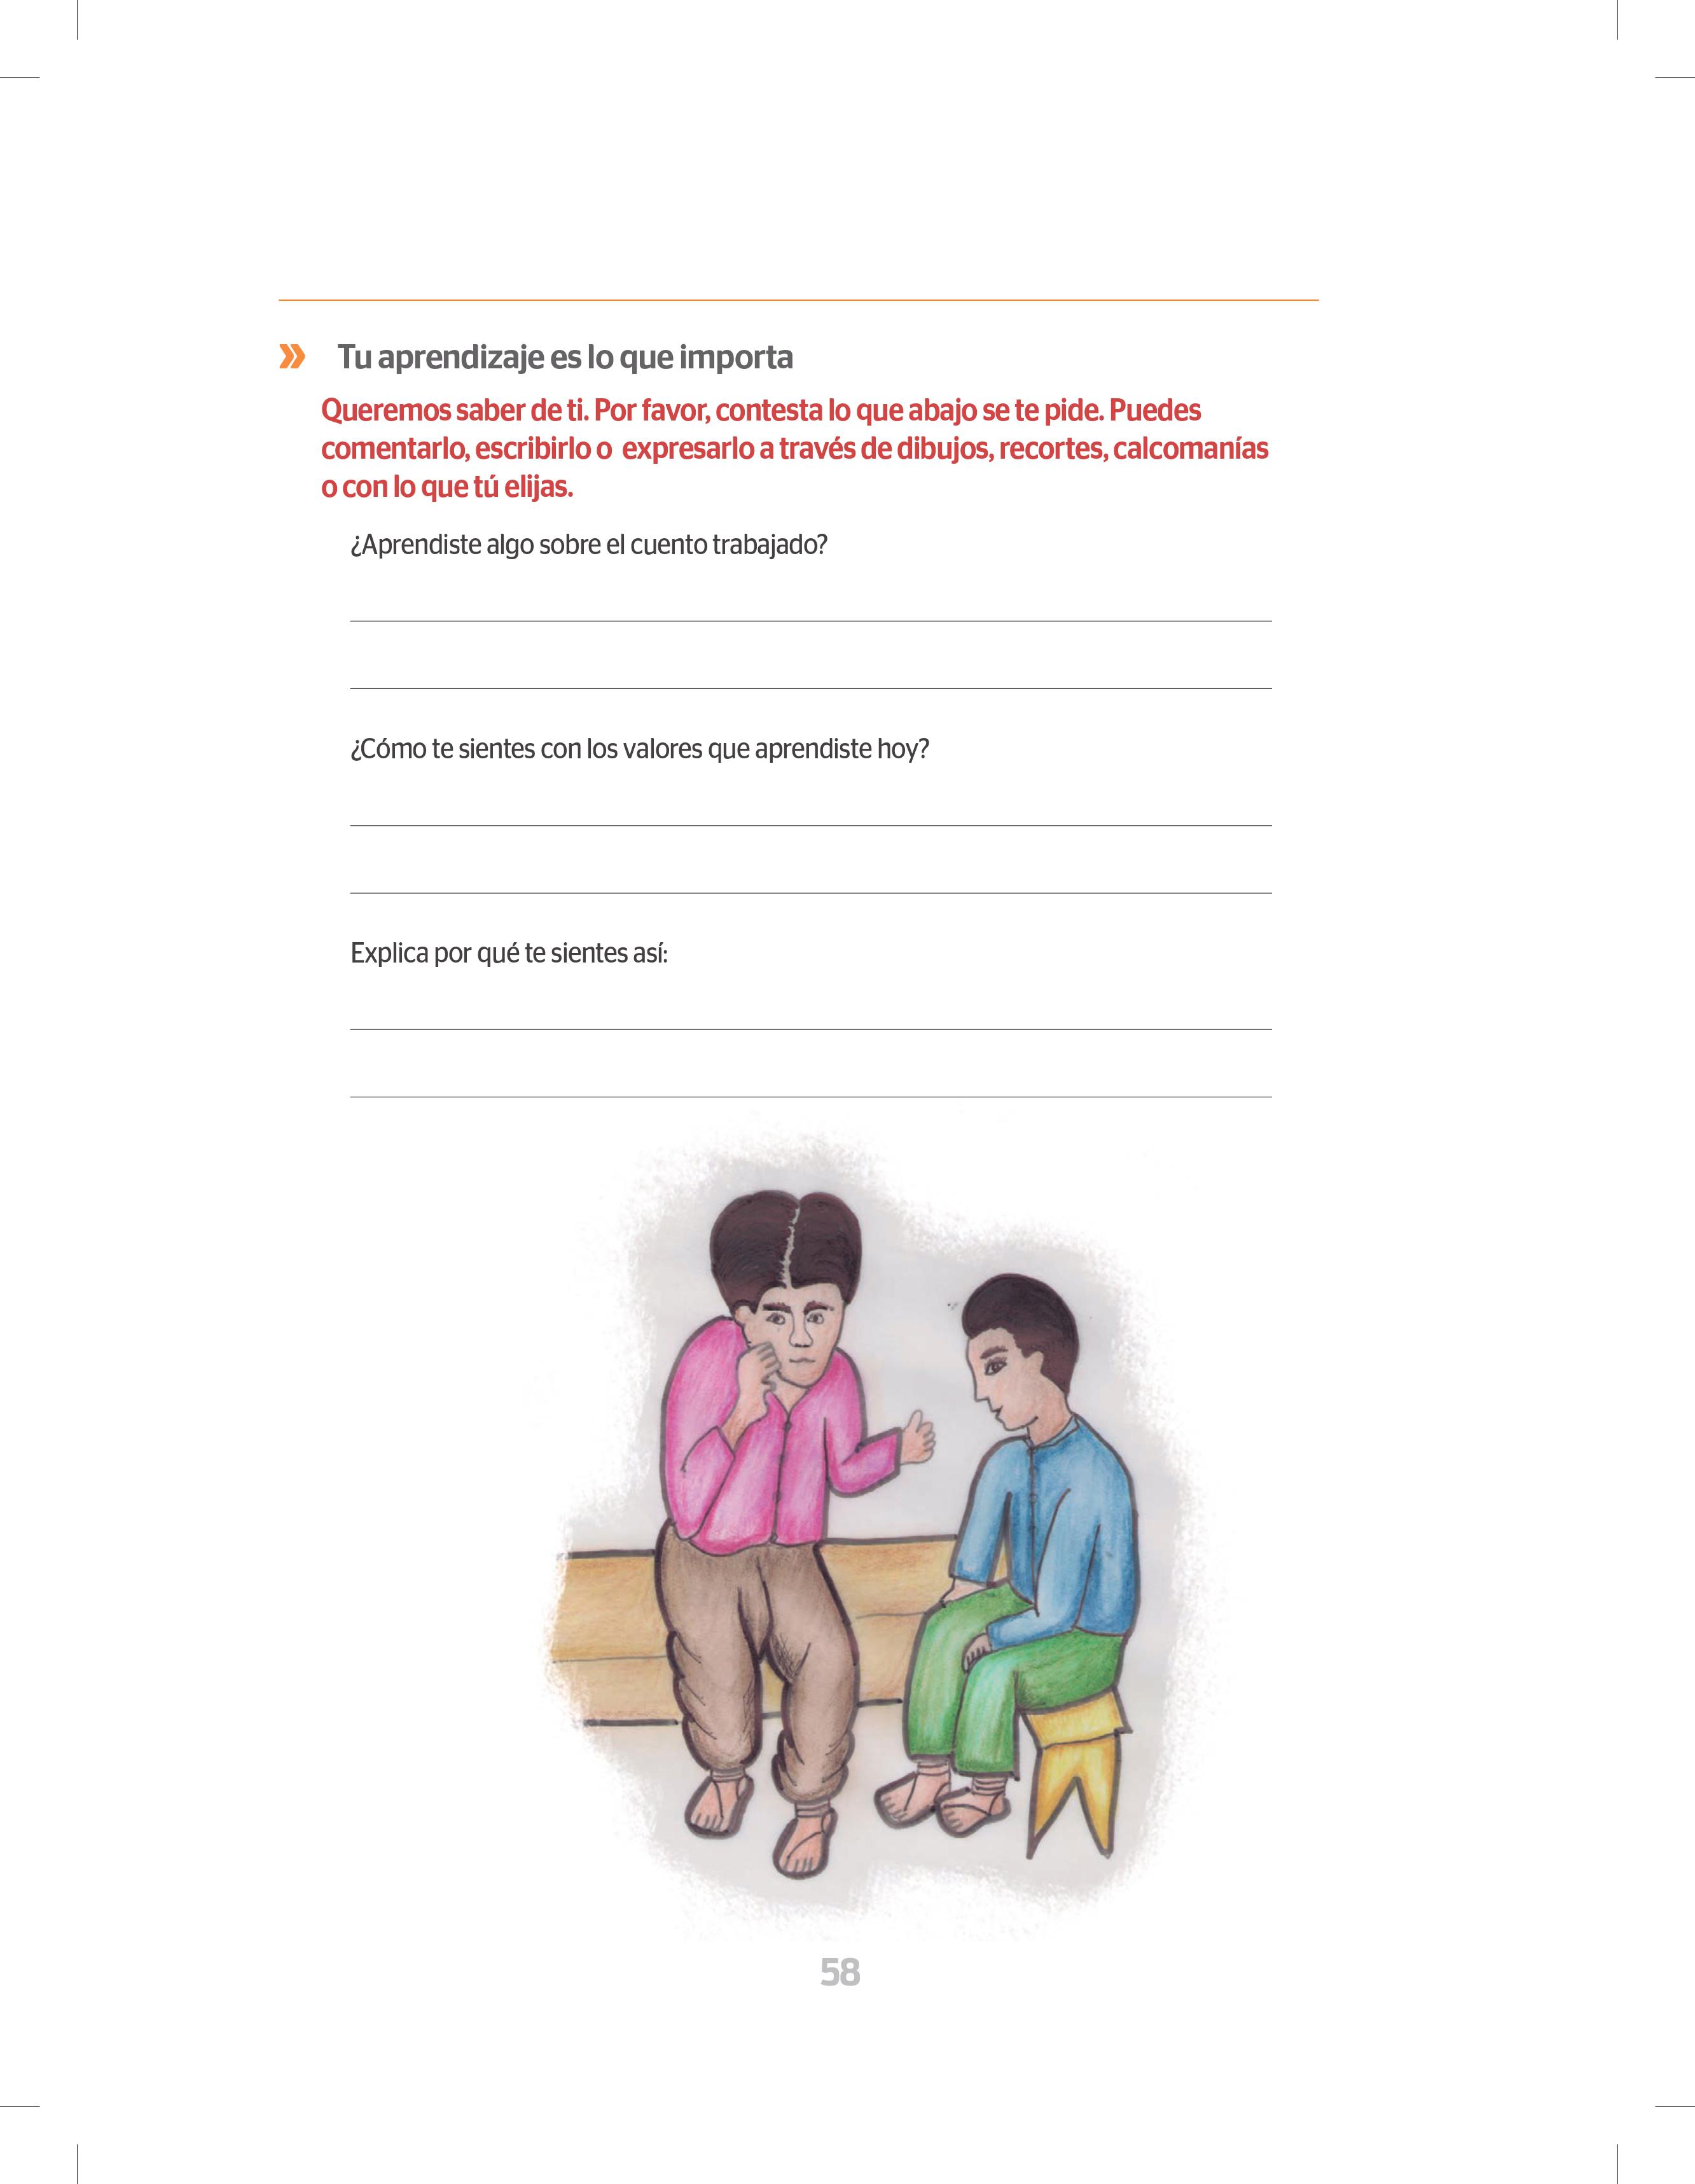 » Tu aprendizaje es lo que importa
Queremos saber de ti. Por favor, contesta lo que abajo se te pide. Puedes
comentarlo, escribirlo o expresarlo a través de dibujos, recortes, calcomanías
o con lo que tú elijas.
¿Aprendiste algo sobre el cuento trabajado?
¿Cómo te sientes con los valores que aprendiste hoy?
Explica por qué te sientes así:
58